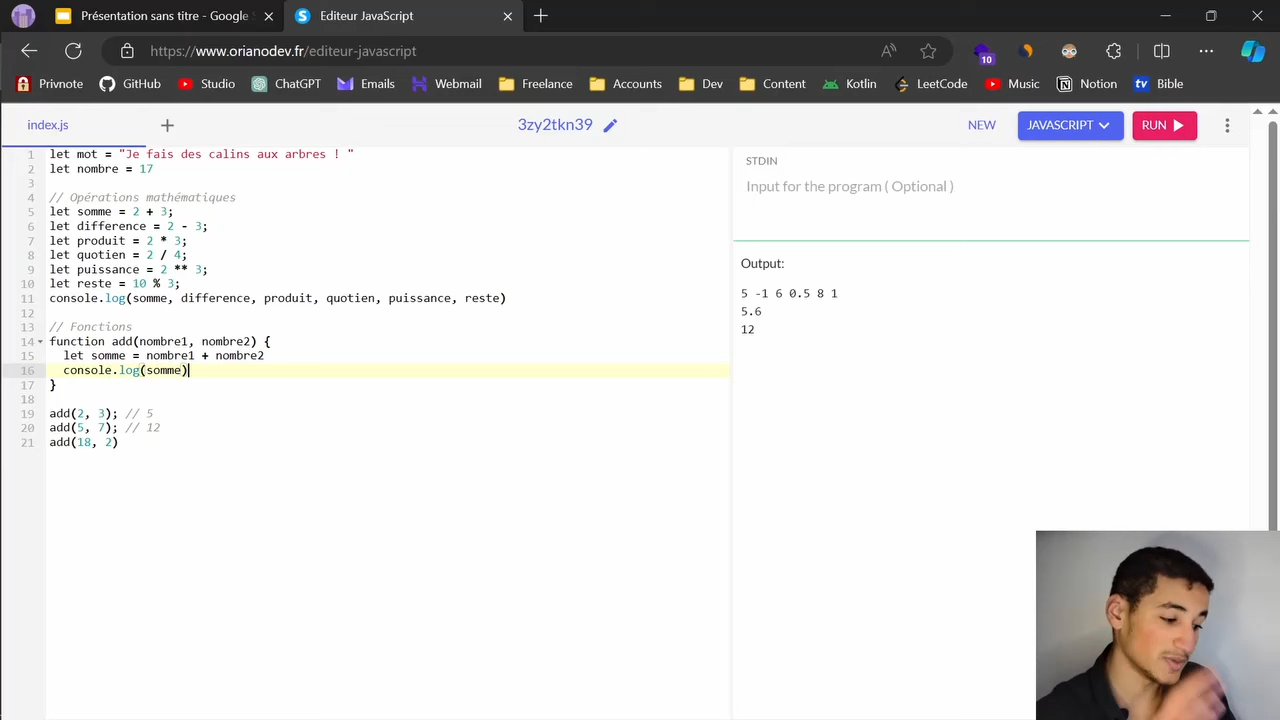 Présentation sans titre - Google S
Editeur JavaScript
https://www.orianodev.fr/editeur-javascript
10
Privnote GitHub Studio ChatGPT Emails Wermail Freelance Accounts Dev Content Kotlin LeetCode Music Notion tv Bible
index.js
3zy2tkn39
NEW
JAVASCRIPT
RUN
1 let mot = "Je fais des calins aux arbres ! "
2 let nombre = 17
3
4 // Opérations mathématiques
5 let somme = 2 + 3;
6 let difference = 2 - 3;
7 let produit = 2 * 3;
8 let quotien = 2 / 4;
9 let puissance = 2 ** 3;
10 let reste = 10 % 3;
11 console.log(somme, difference, produit, quotien, puissance, reste)
12
13 // Fonctions
14 function add(nombre1, nombre2) {
15 let somme = nombre1 + nombre2
16 console.log(somme)
17 }
18
19 add(2, 3); // 5
20 add(5, 7); // 12
21 add(18, 2)
STDIN
Input for the program ( Optional )
Output:
5 -1 6 0.5 8 1
5.6
12